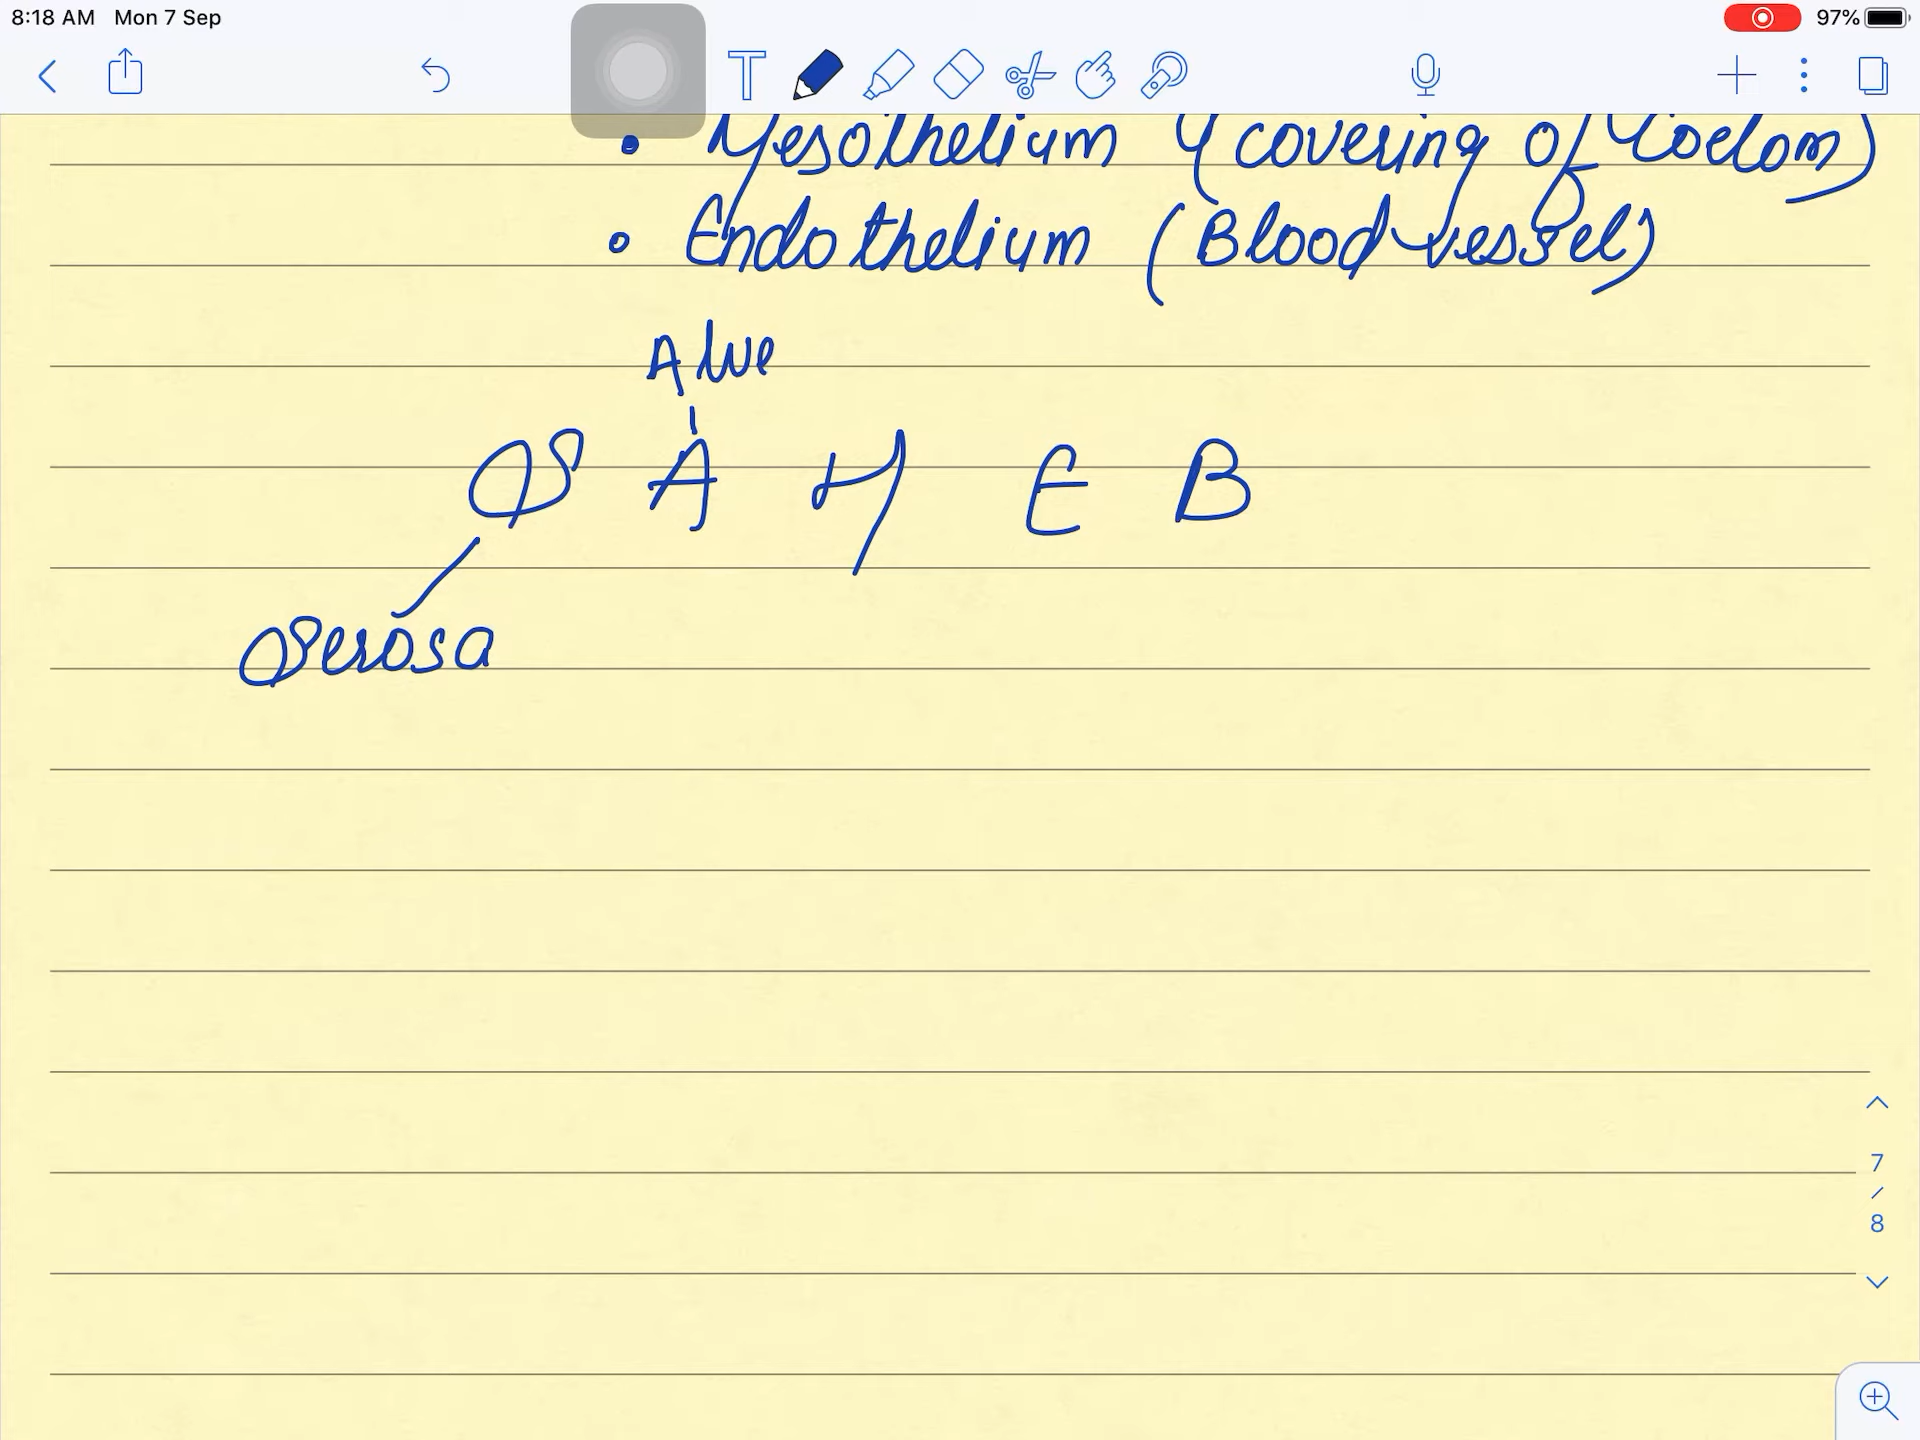 8:18 AM Mon 7 Sep
97%
T
• Mesothelium (covering of Coelom)
• Endothelium (Blood vessel)
Alve
S A H E B
Serosa
7
/
8